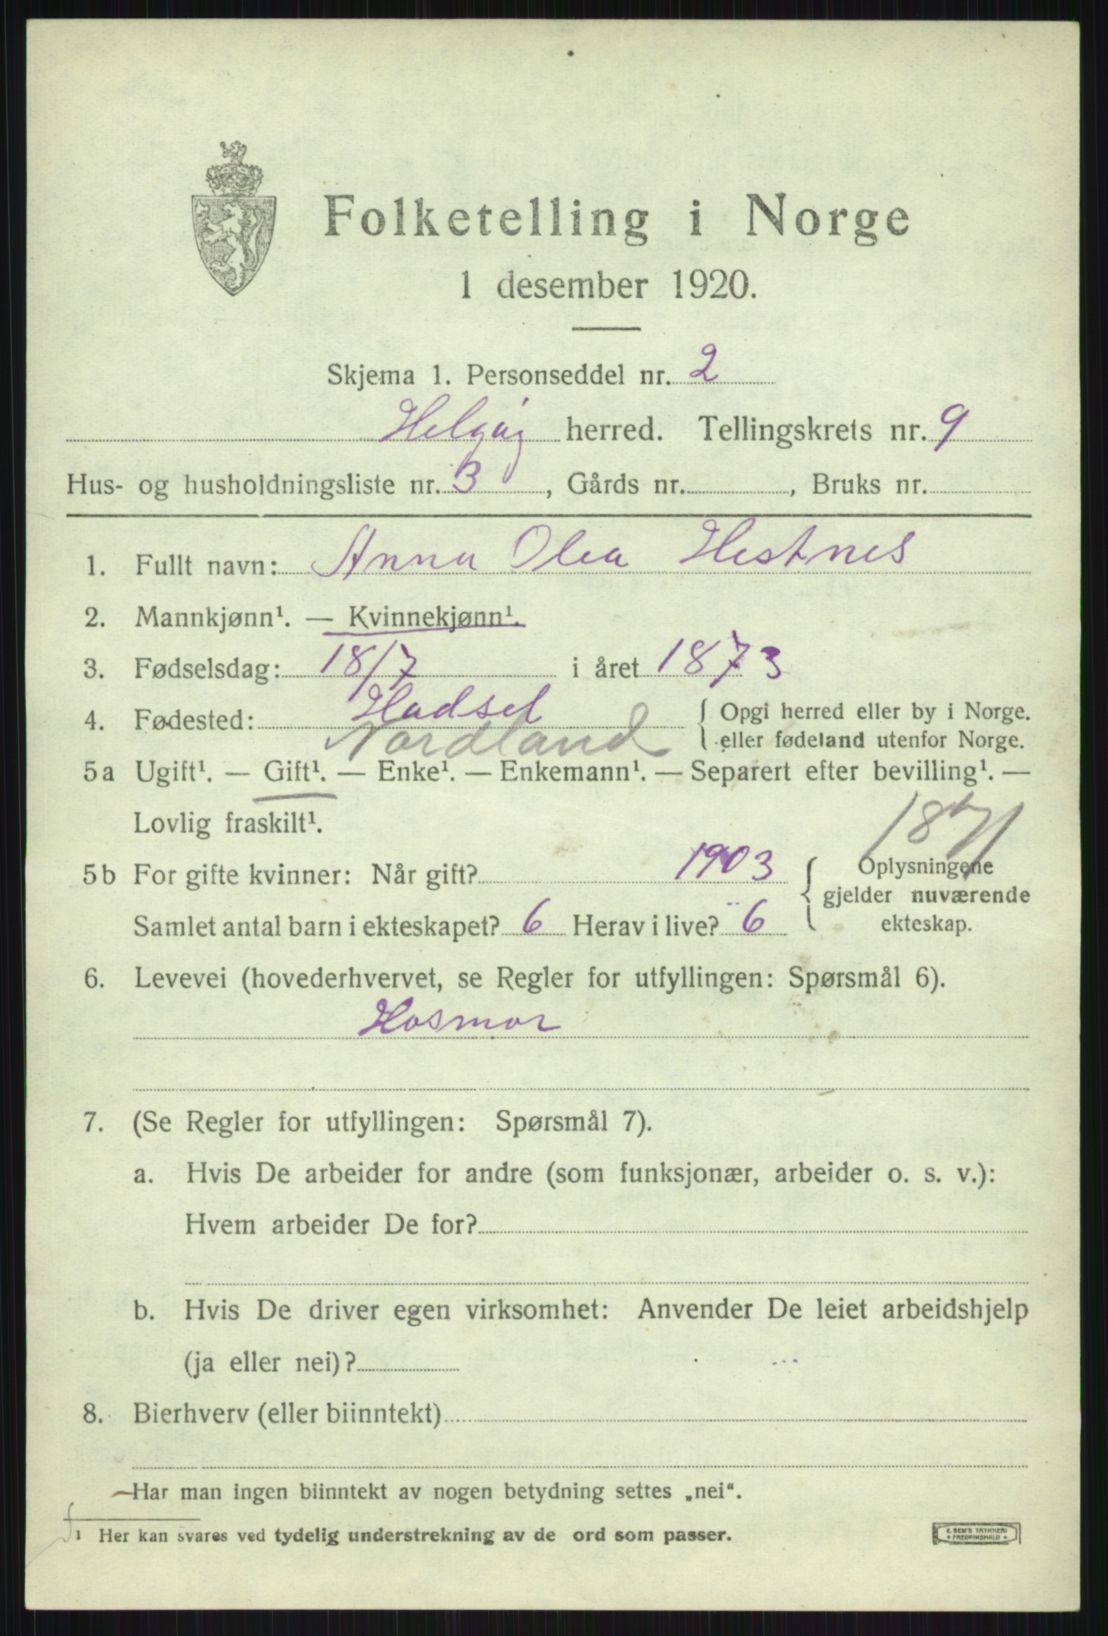 Folketelling i Norge
1 desember 1920.
Skjema 1. Personseddel nr. 2
Helgøy herred. Tellingskrets nr. 9
Hus- og husholdningsliste nr. 3, Gårds nr. , Bruks nr.
1. Fullt navn: Anna Olea Hestnes
2. Mannkjønn¹. — Kvinnekjønn¹.
3. Fødselsdag: 18/7 i året 1873
4. Fødested: Hadsel { Opgi herred eller by i Norge.
Nordland eller fødeland utenfor Norge.
5a Ugift¹. — Gift¹. — Enke¹. — Enkemann¹. — Separert efter bevilling¹. —
Lovlig fraskilt¹.
1871
5b For gifte kvinner: Når gift? 1903 { Oplysningene
gjelder nuværende
Samlet antal barn i ekteskapet? 6 Herav i live? 6 ekteskap.
6. Levevei (hovederhvervet, se Regler for utfyllingen: Spørsmål 6).
Hosmor
7. (Se Regler for utfyllingen: Spørsmål 7).
a. Hvis De arbeider for andre (som funksjonær, arbeider o. s. v.):
Hvem arbeider De for?
b. Hvis De driver egen virksomhet: Anvender De leiet arbeidshjelp
(ja eller nei)?
8. Bierhverv (eller biinntekt)
Har man ingen biinntekt av nogen betydning settes „nei“.
¹ Her kan svares ved tydelig understrekning av de ord som passer.
E. SEM'S TRYKKERI
FREDRIKSHALD